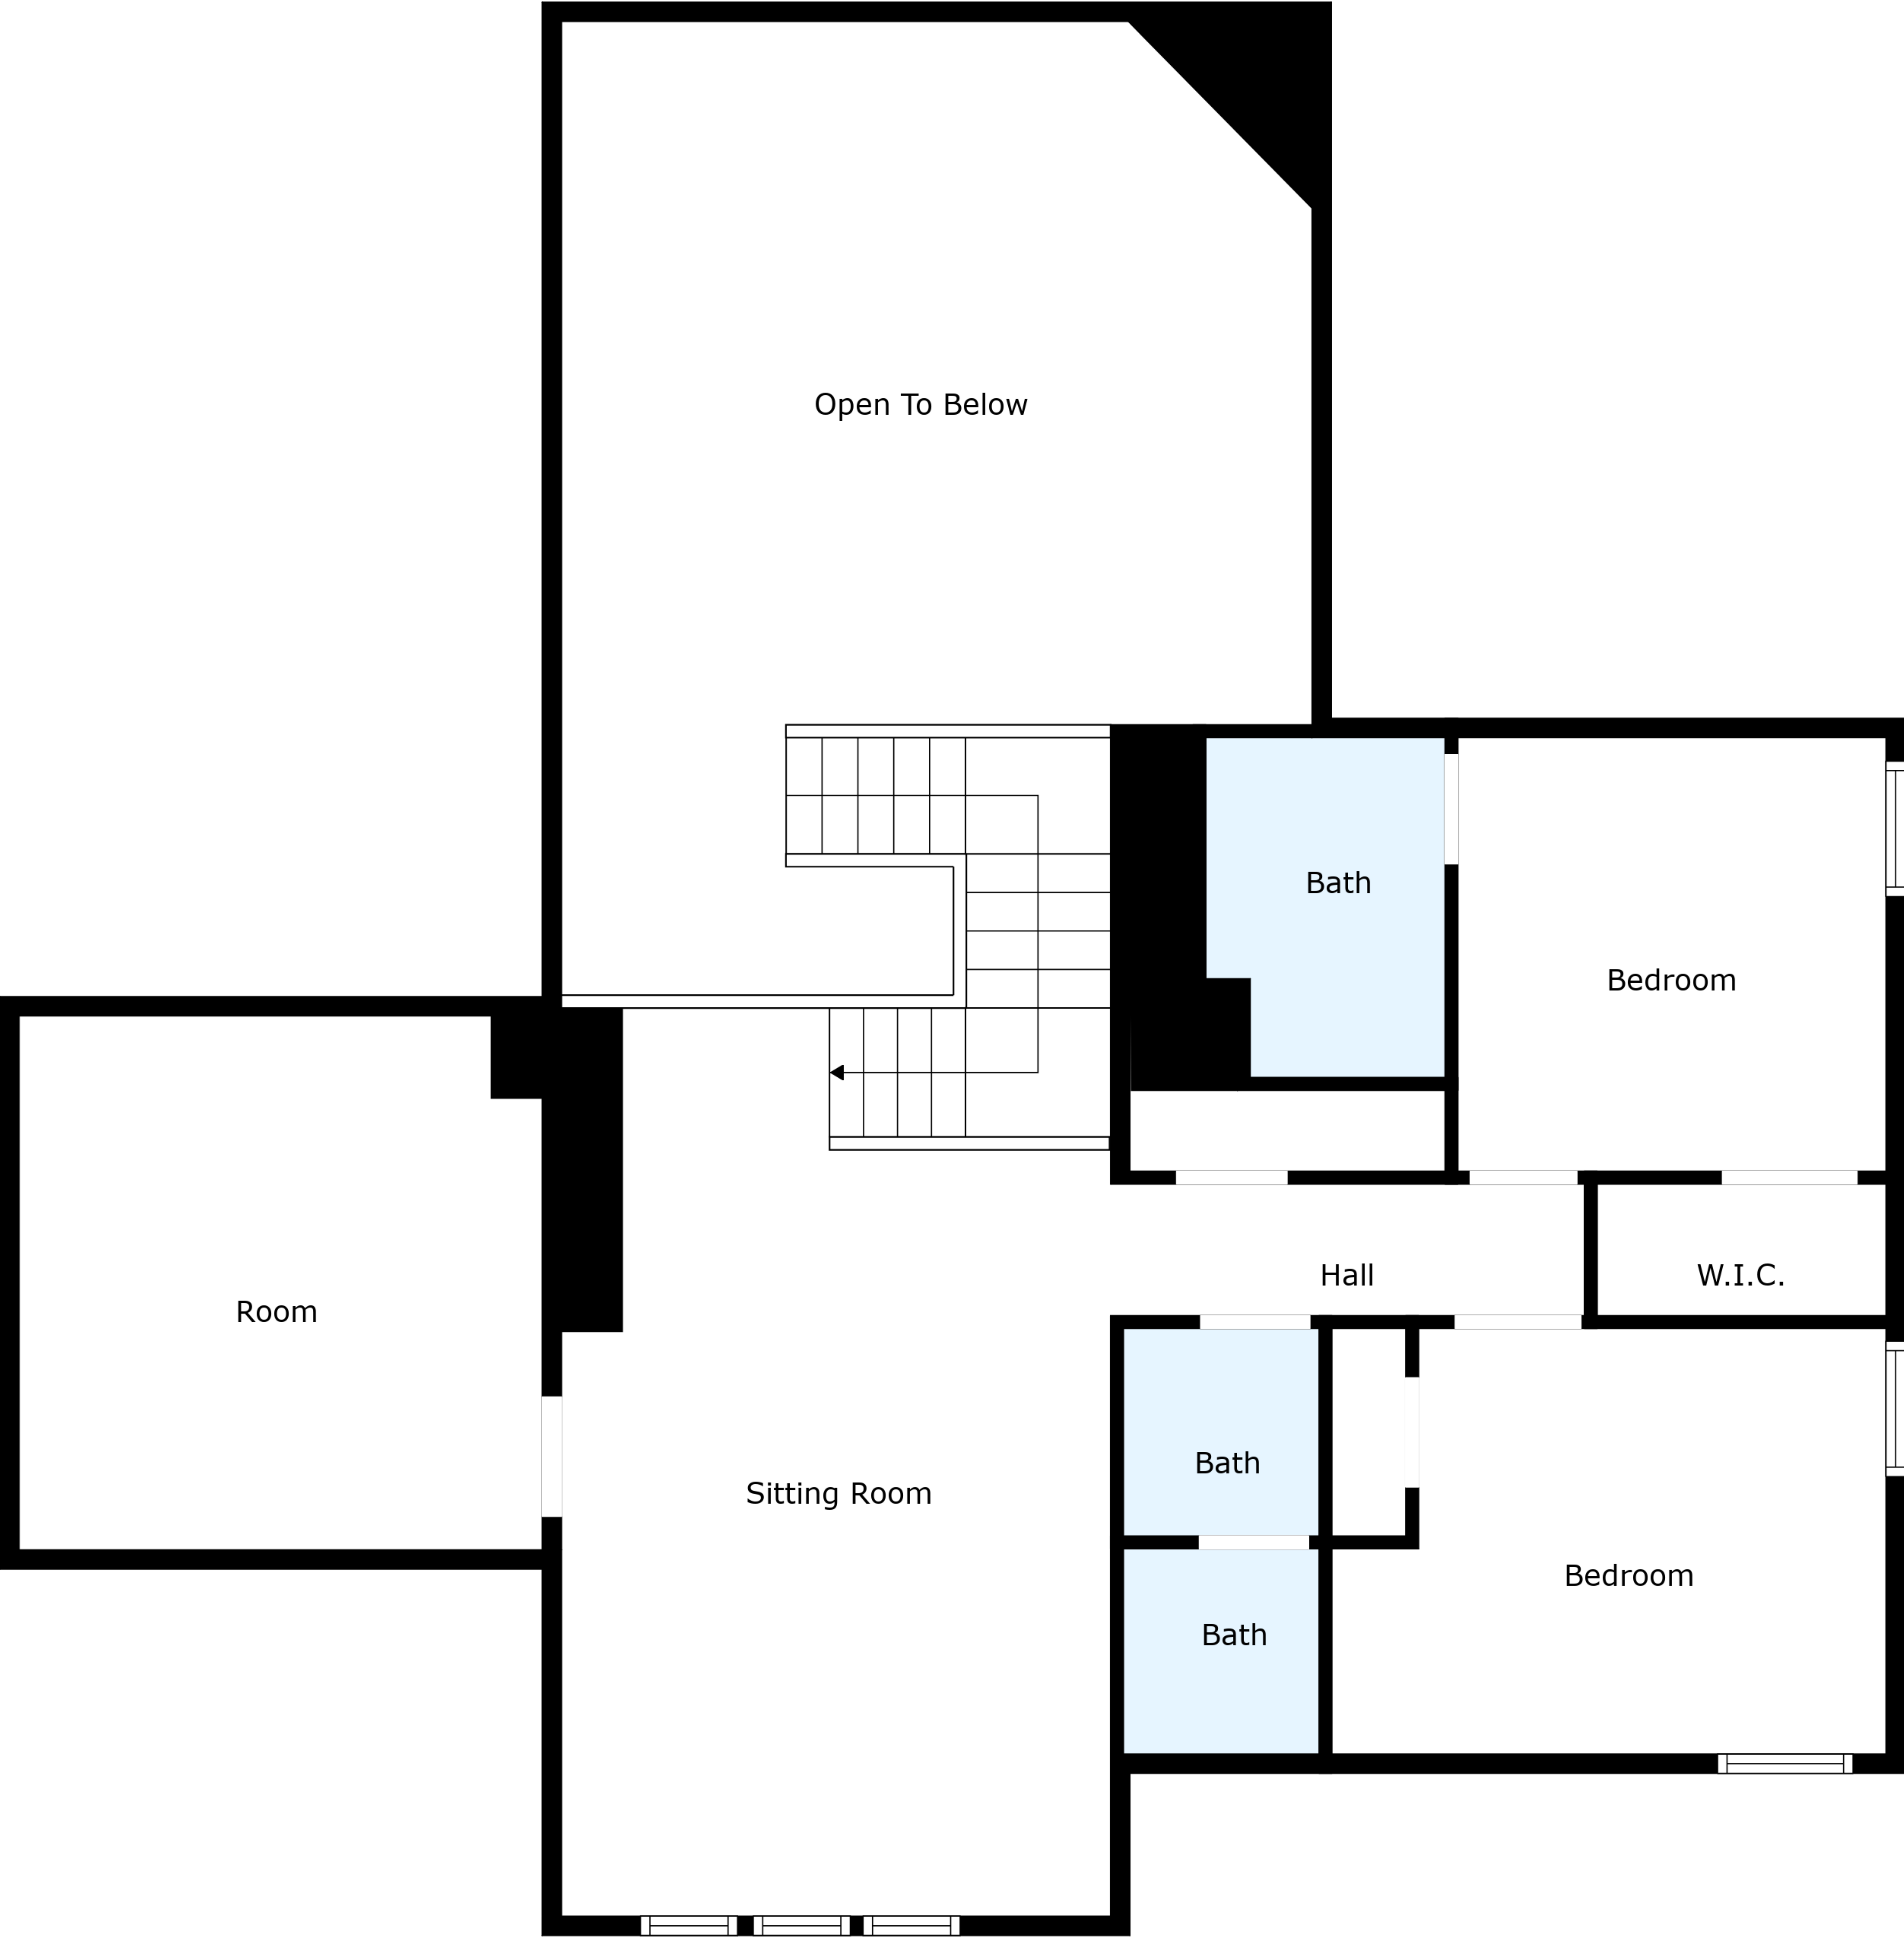 Open To Below
Bath
Bedroom
Hall
W.I.C.
Room
Bath
Sitting Room
Bedroom
Bath